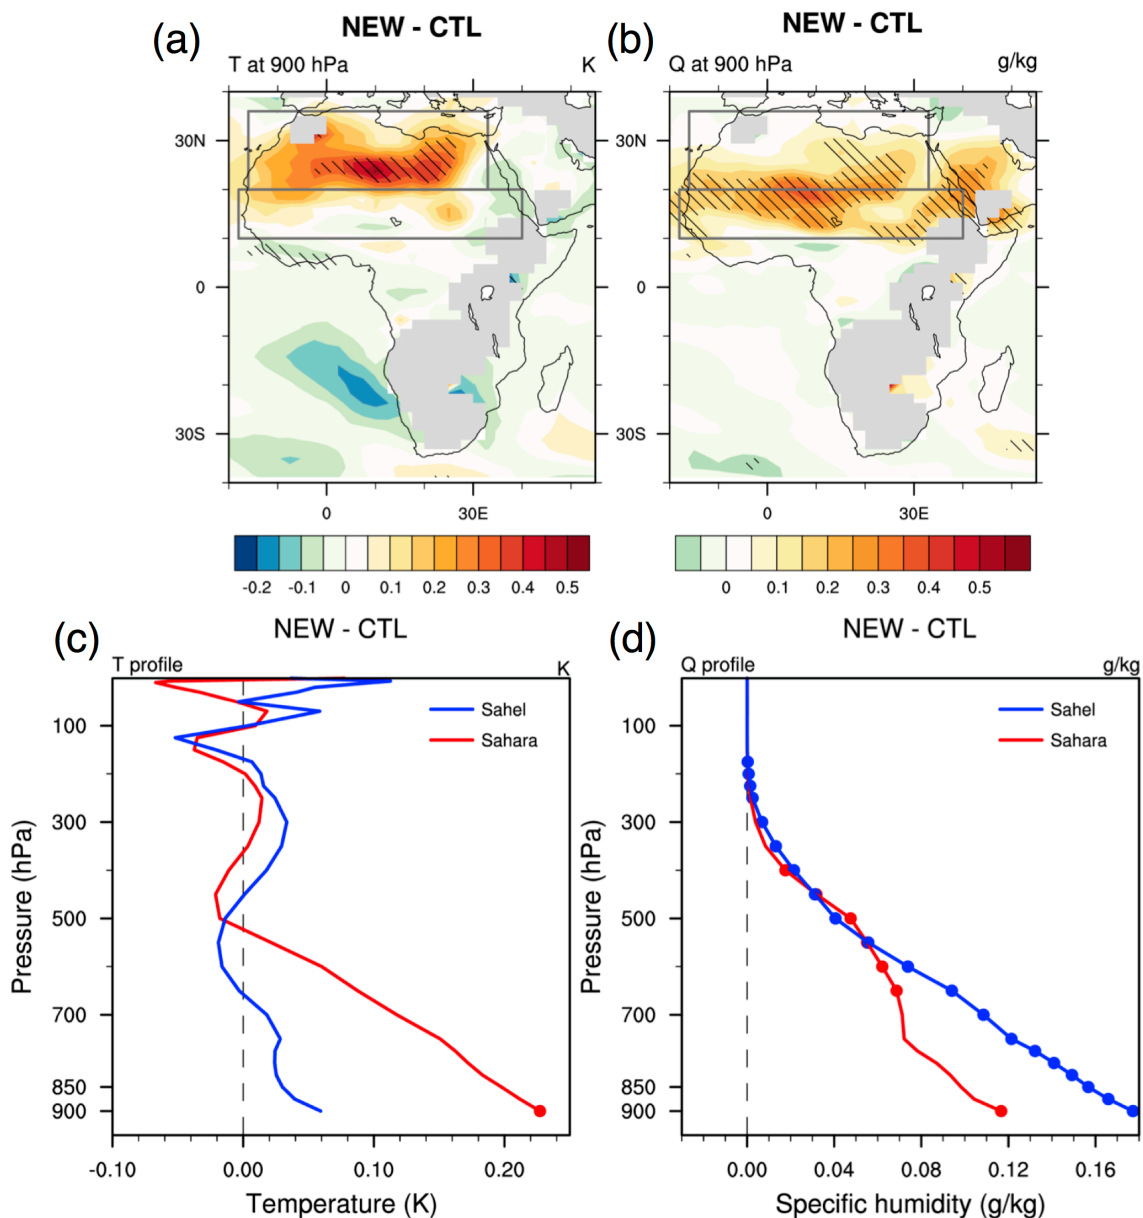 (a)
NEW - CTL
T at 900 hPa
K
30N
0
30S
0
30E
-0.2
-0.1
0
0.1
0.2
0.3
0.4
0.5
(b)
NEW - CTL
Q at 900 hPa
g/kg
30N
0
30S
0
30E
0
0.1
0.2
0.3
0.4
0.5
(c)
NEW - CTL
T profile
K
Sahel
Sahara
100
300
500
700
850
900
Pressure (hPa)
-0.10
0.00
0.10
0.20
Temperature (K)
(d)
NEW - CTL
Q profile
g/kg
Sahel
Sahara
100
300
500
700
850
900
Pressure (hPa)
0.00
0.04
0.08
0.12
0.16
Specific humidity (g/kg)